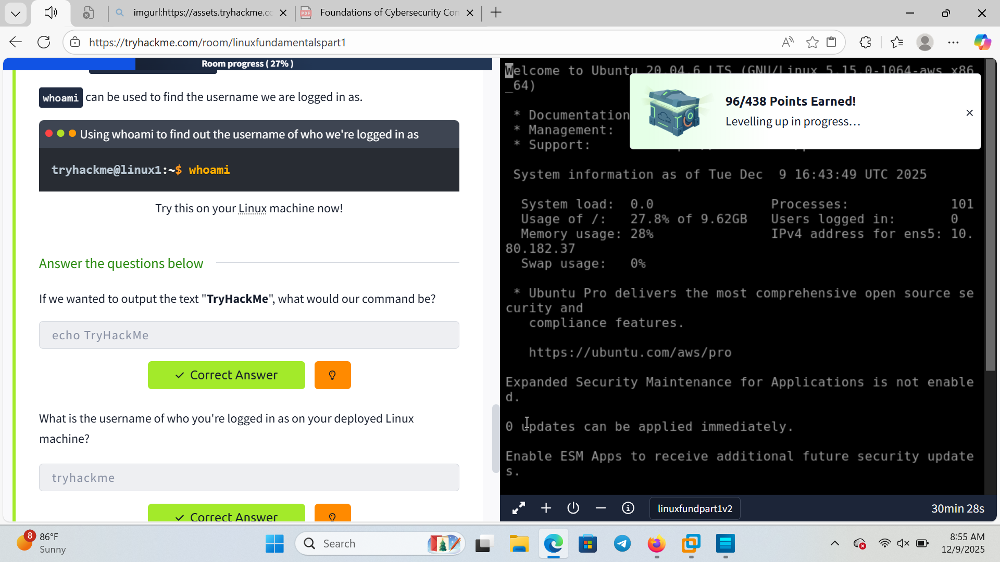 imgurl:https://assets.tryhackme.cc
Foundations of Cybersecurity Con
https://tryhackme.com/room/linuxfundamentalspart1
Room progress ( 27% )
whoami can be used to find the username we are logged in as.
Using whoami to find out the username of who we're logged in as
tryhackme@linux1:~$ whoami
Try this on your Linux machine now!
Answer the questions below
If we wanted to output the text "TryHackMe", what would our command be?
echo TryHackMe
Correct Answer
What is the username of who you're logged in as on your deployed Linux
machine?
tryhackme
Correct Answer
Welcome to Ubuntu 20.04.6 LTS (GNU/Linux 5.15.0-1064-aws x86
_64)
96/438 Points Earned!
Levelling up in progress…
* Documentation
* Management:
* Support:
System information as of Tue Dec  9 16:43:49 UTC 2025
System load:  0.0  Processes:  101
Usage of /:  27.8% of 9.62GB  Users logged in:  0
Memory usage: 28%  IPv4 address for ens5: 10.
80.182.37
Swap usage:  0%
* Ubuntu Pro delivers the most comprehensive open source se
curity and
compliance features.
https://ubuntu.com/aws/pro
Expanded Security Maintenance for Applications is not enable
d.
0 updates can be applied immediately.
Enable ESM Apps to receive additional future security update
s.
linuxfundpart1v2
30min 28s
8
86°F
Sunny
Search
8:55 AM
12/9/2025